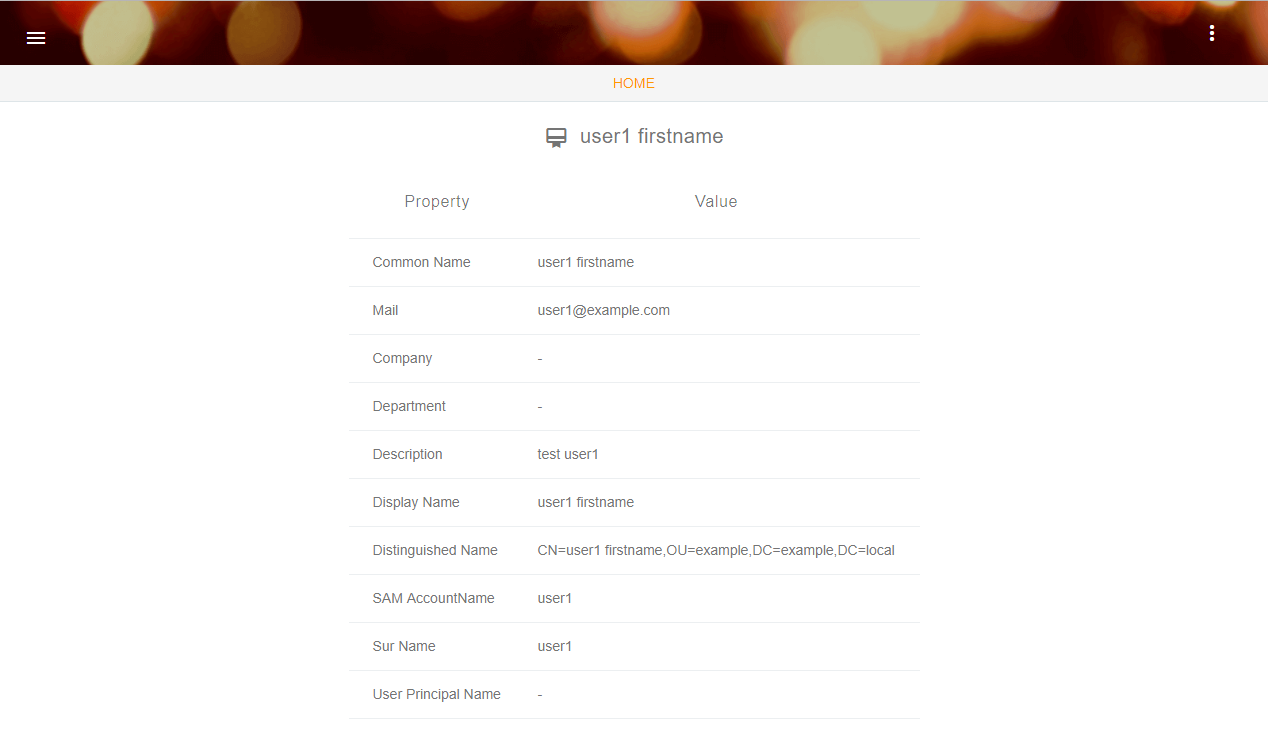 HOME
user1 firstname
Property Value
Common Name user1 firstname
Mail user1@example.com
Company -
Department -
Description test user1
Display Name user1 firstname
Distinguished Name CN=user1 firstname,OU=example,DC=example,DC=local
SAM AccountName user1
Sur Name user1
User Principal Name -